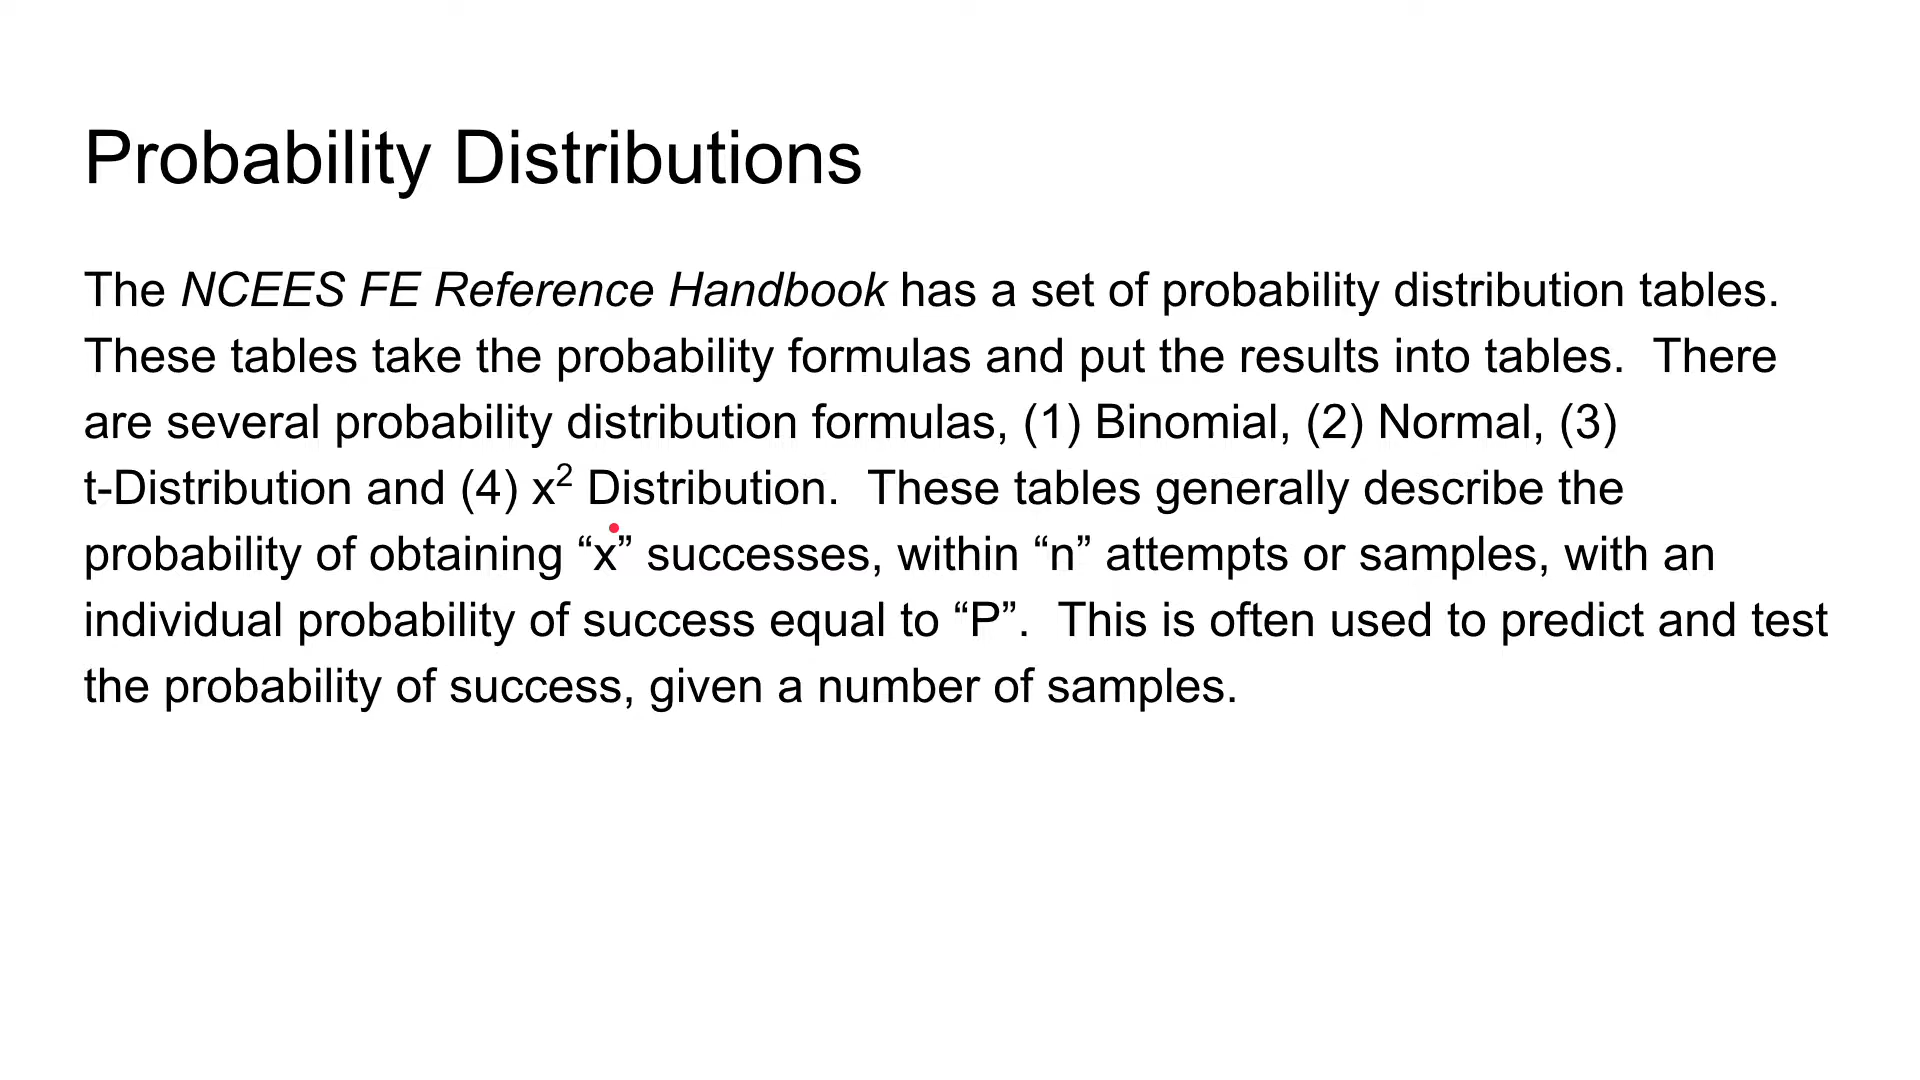 Probability Distributions
The NCEES FE Reference Handbook has a set of probability distribution tables.
These tables take the probability formulas and put the results into tables.  There
are several probability distribution formulas, (1) Binomial, (2) Normal, (3)
t-Distribution and (4) x² Distribution.  These tables generally describe the
probability of obtaining “x” successes, within “n” attempts or samples, with an
individual probability of success equal to “P”.  This is often used to predict and test
the probability of success, given a number of samples.